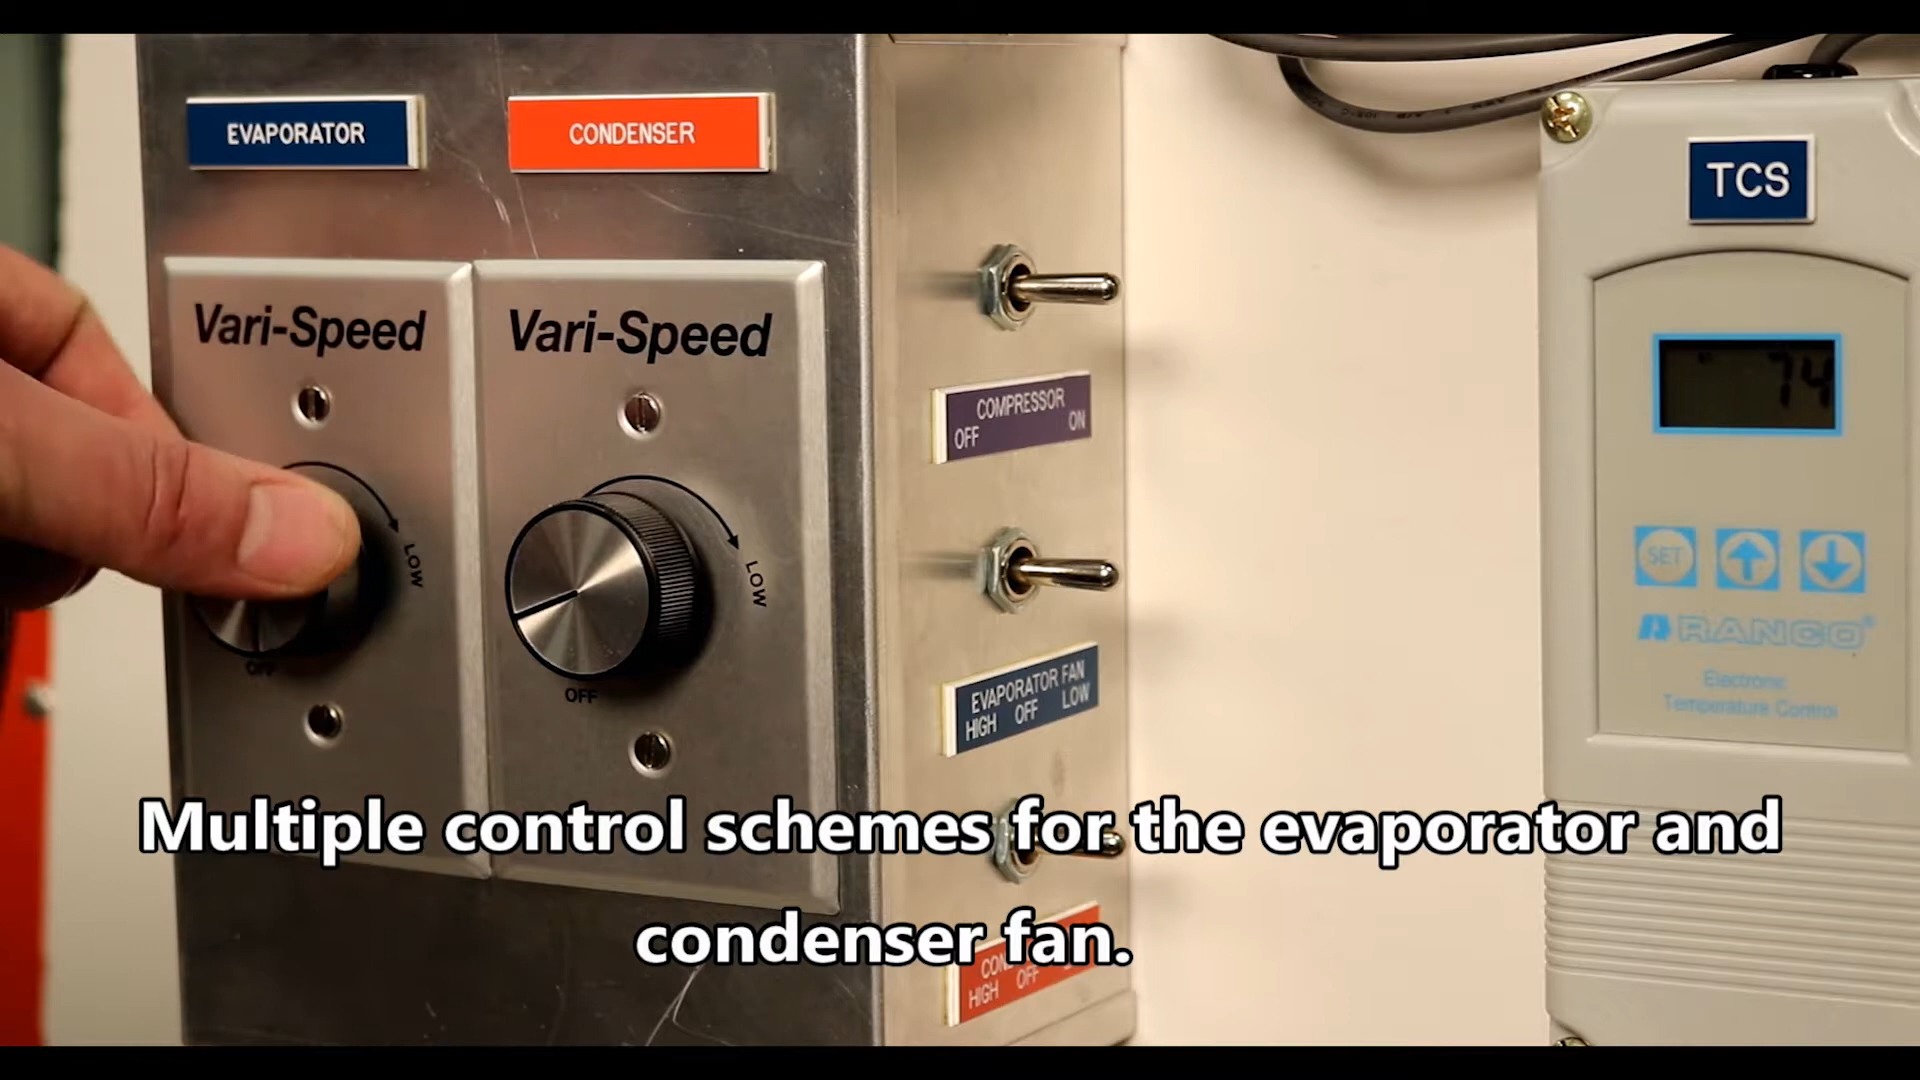 EVAPORATOR
CONDENSER
TCS
Vari-Speed
Vari-Speed
74
COMPRESSOR
OFF ON
LOW
LOW
SET
RANCO®
Electronic
Temperature Control
OFF
OFF
EVAPORATOR FAN
HIGH OFF LOW
Multiple control schemes for the evaporator and
condenser fan.
HIGH OFF